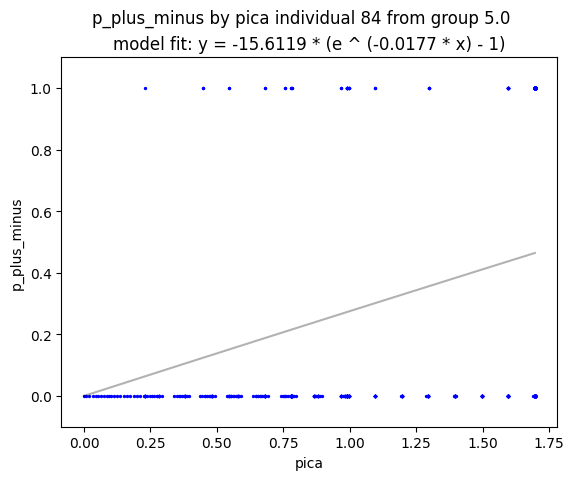 p_plus_minus by pica individual 84 from group 5.0
model fit: y = -15.6119 * (e ^ (-0.0177 * x) - 1)
1.0
0.8
0.6
0.4
0.2
0.0
p_plus_minus
0.00 0.25 0.50 0.75 1.00 1.25 1.50 1.75
pica